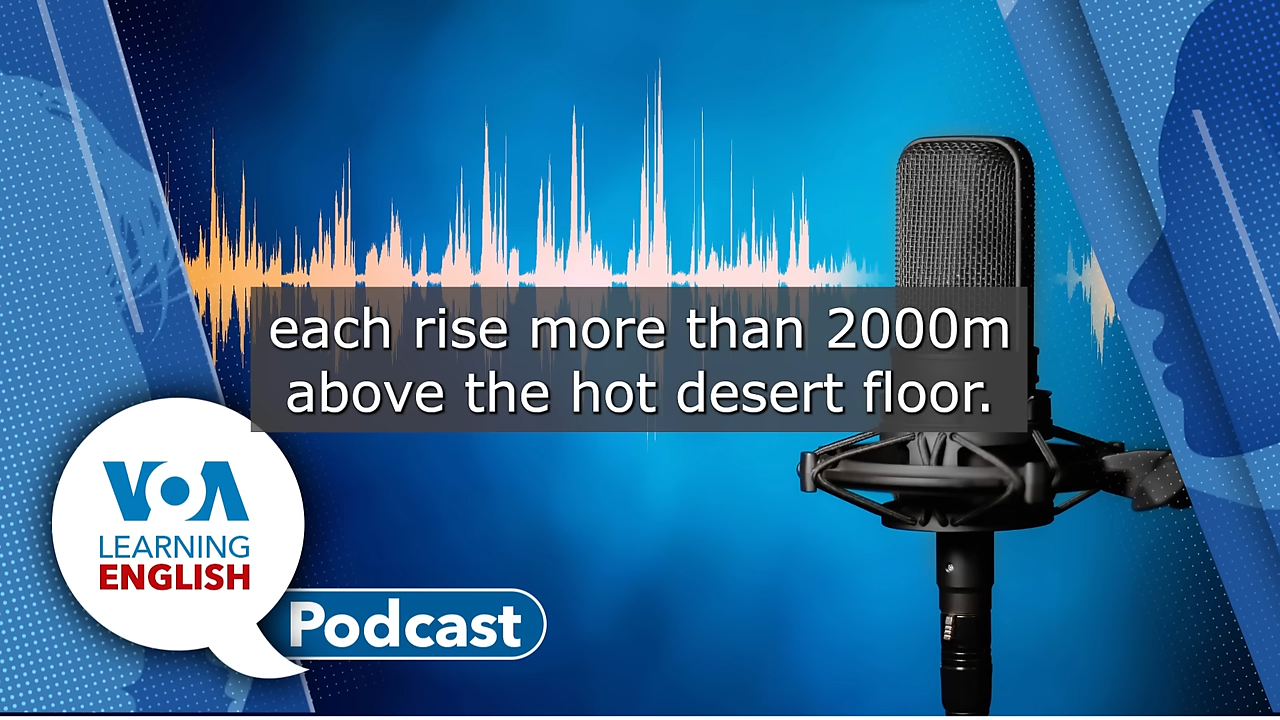 each rise more than 2000m
above the hot desert floor.
VOA
LEARNING
ENGLISH
Podcast